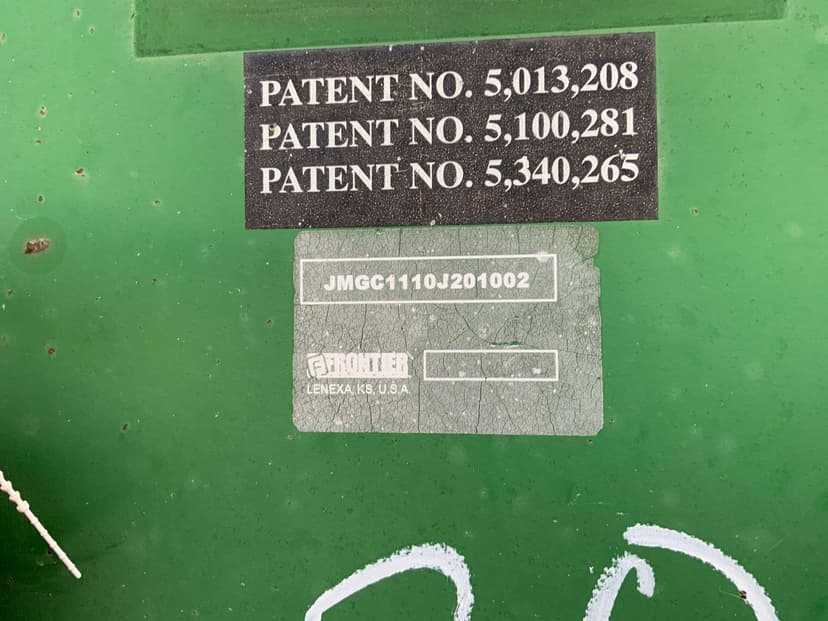 PATENT NO. 5,013,208
PATENT NO. 5,100,281
PATENT NO. 5,340,265
JMGC1110J201002
FRONTIER
LENEXA, KS, U.S.A.